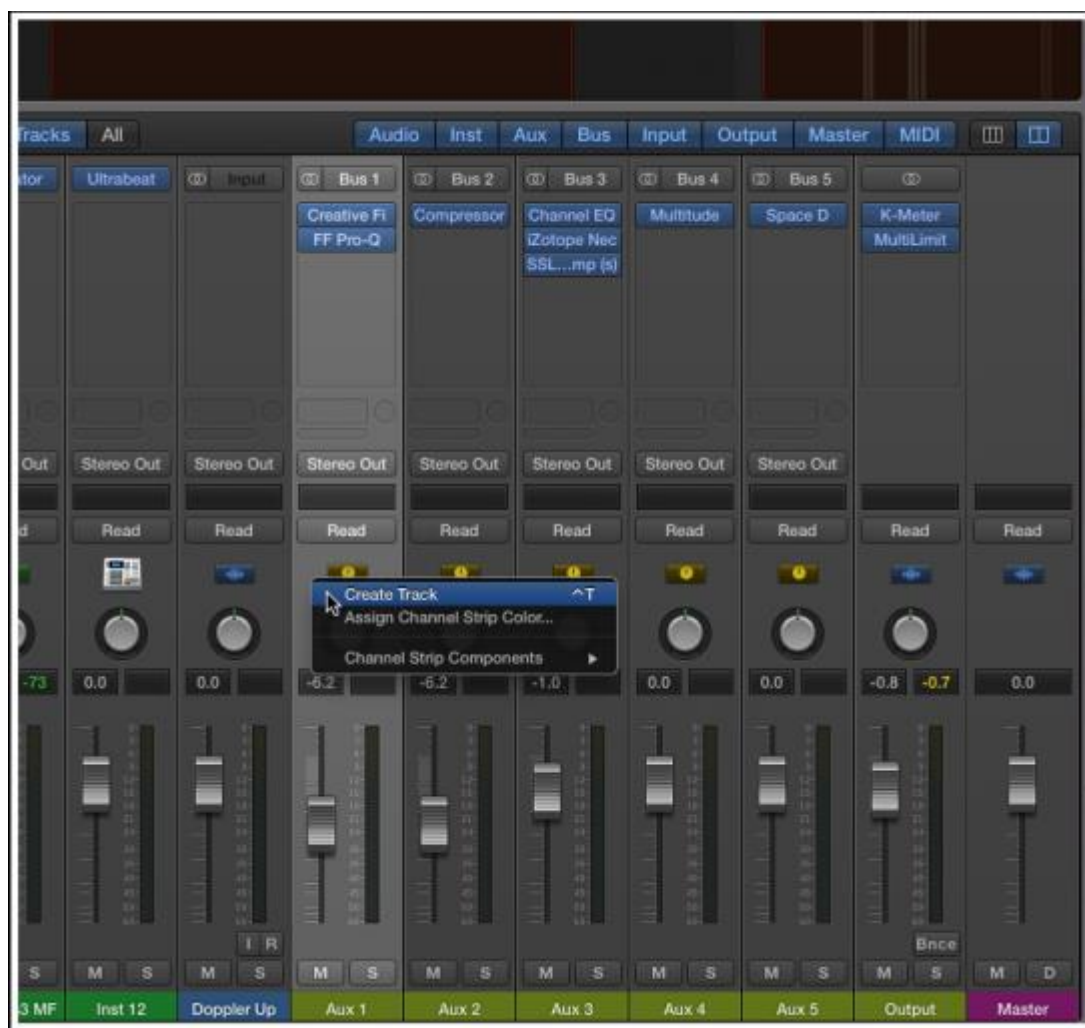 Tracks All Audio Inst Aux Bus Input Output Master MIDI
Ultrabeat Input Bus 1 Bus 2 Bus 3 Bus 4 Bus 5
Creative Fi Compressor Channel EQ Multitude Space D K-Meter
FF Pro-Q iZotope Nec MultiLimit
SSL...mp (s)
Out Stereo Out Stereo Out Stereo Out Stereo Out Stereo Out Stereo Out Stereo Out
Read Read Read Read Read Read Read Read Read
Create Track ^T
Assign Channel Strip Color...
Channel Strip Components
-73 0.0 0.0 -6.2 -6.2 -1.0 0.0 0.0 -0.8 -0.7 0.0
I R Bnce
S M S M S M S M S M S M S M S M S M D
3 MF Inst 12 Doppler Up Aux 1 Aux 2 Aux 3 Aux 4 Aux 5 Output Master